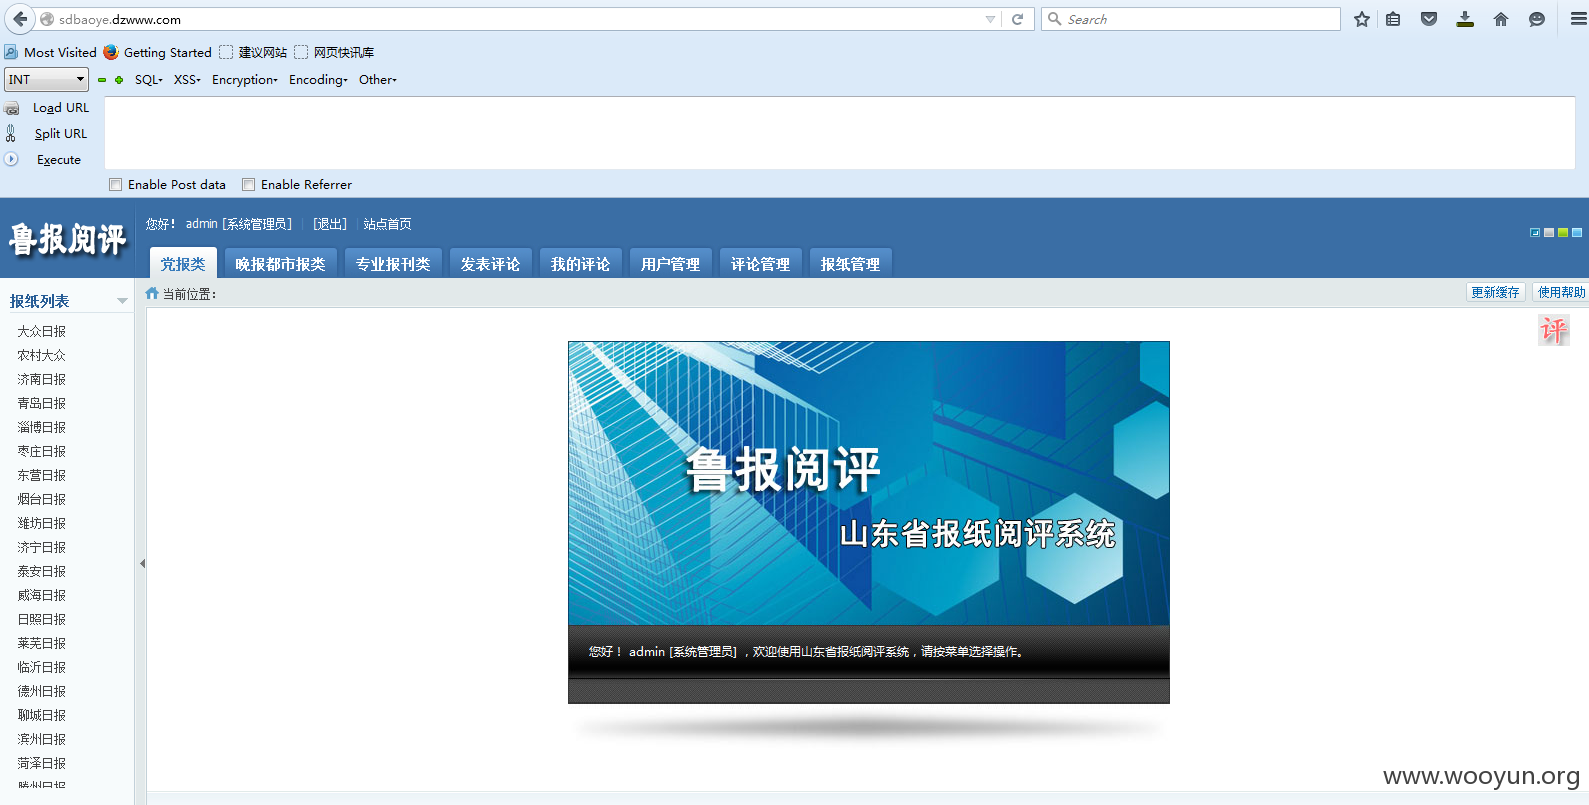 sdbaoye.dzwww.com
Search
Most Visited Getting Started 建议网站 网页快讯库
INT SQL XSS Encryption Encoding Other
Load URL
Split URL
Execute
Enable Post data Enable Referrer
鲁报阅评
您好！ admin [系统管理员] [退出] 站点首页
党报类 晚报都市报类 专业报刊类 发表评论 我的评论 用户管理 评论管理 报纸管理
报纸列表
当前位置：
更新缓存 使用帮助
评
大众日报
农村大众
济南日报
青岛日报
淄博日报
枣庄日报
东营日报
烟台日报
潍坊日报
济宁日报
泰安日报
威海日报
日照日报
莱芜日报
临沂日报
德州日报
聊城日报
滨州日报
菏泽日报
滕州日报
鲁报阅评
山东省报纸阅评系统
您好！ admin [系统管理员] ，欢迎使用山东省报纸阅评系统，请按菜单选择操作。
www.wooyun.org